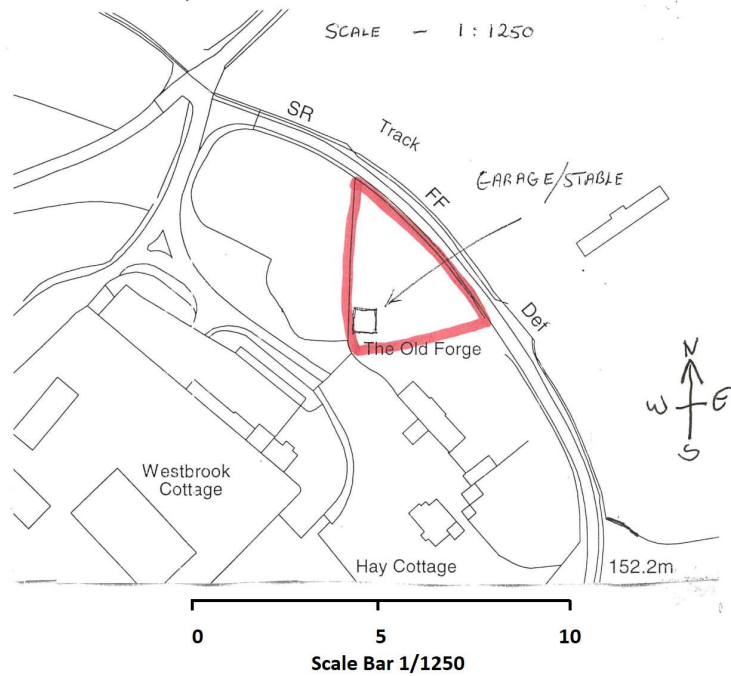 SCALE - 1:1250
SR
Track
GARAGE/STABLE
FF
Def
The Old Forge
N
W E
S
Westbrook
Cottage
Hay Cottage
152.2m
0 5 10
Scale Bar 1/1250